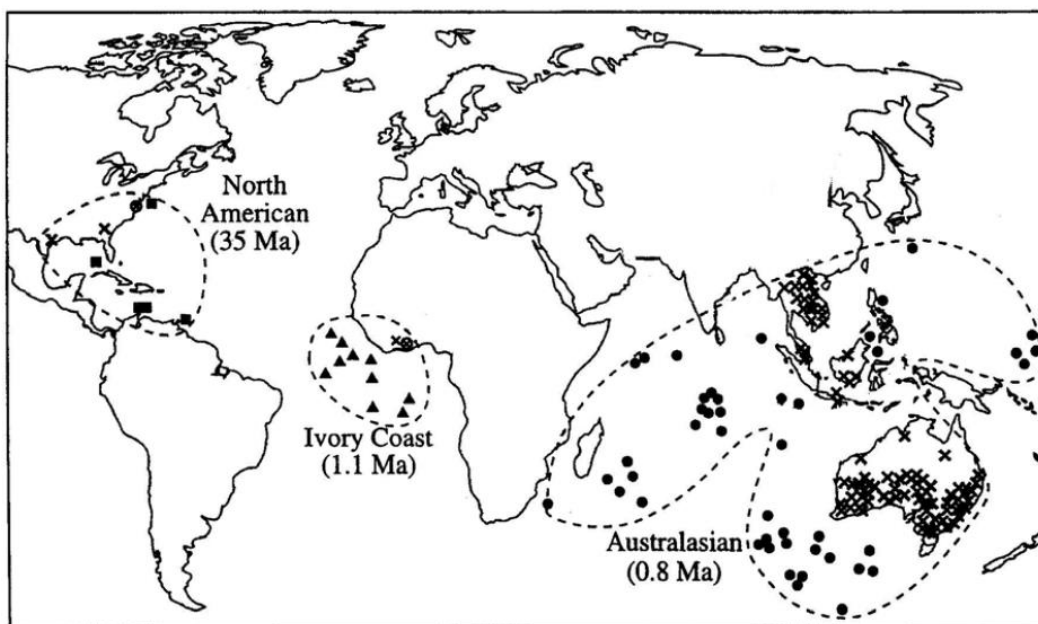 North
American
(35 Ma)
Ivory Coast
(1.1 Ma)
Australasian
(0.8 Ma)